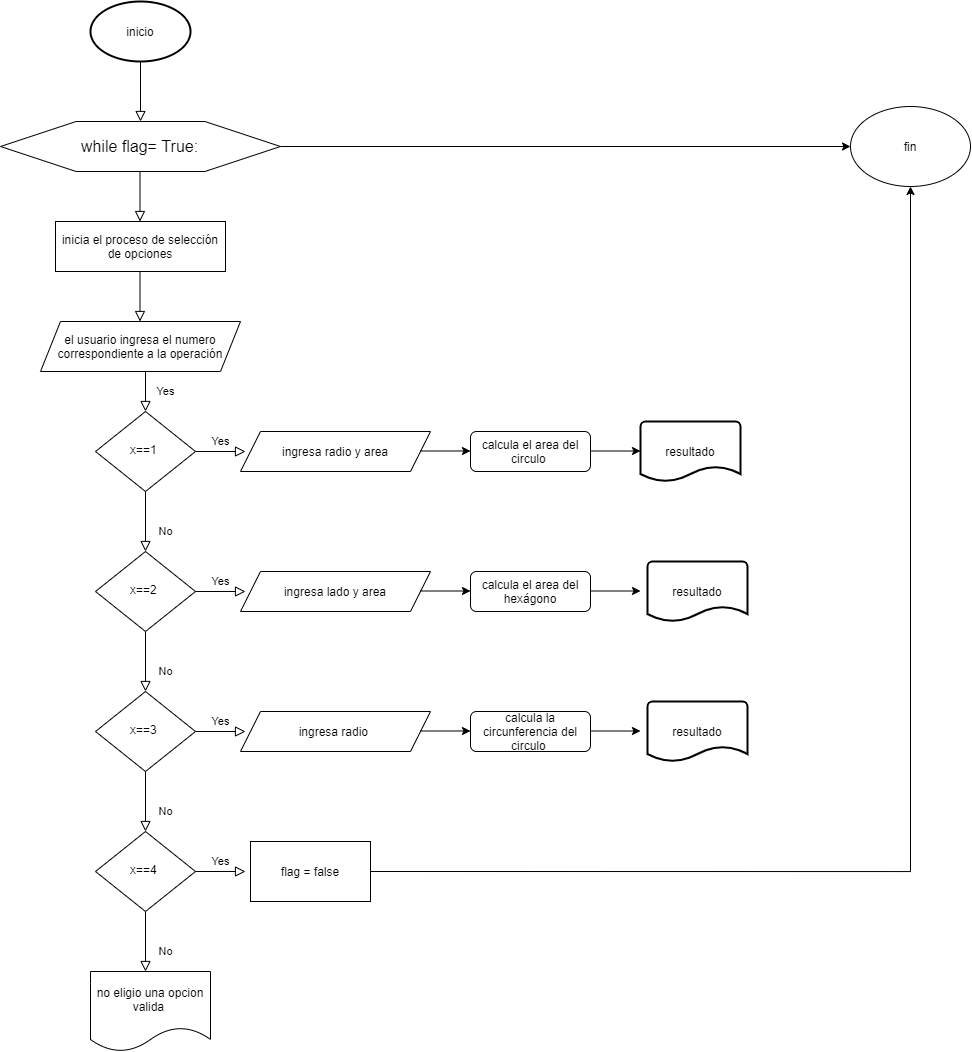 inicio
while flag= True:
fin
inicia el proceso de selección
de opciones
el usuario ingresa el numero
correspondiente a la operación
Yes
x==1
Yes
ingresa radio y area
calcula el area del
circulo
resultado
No
x==2
Yes
ingresa lado y area
calcula el area del
hexágono
resultado
No
x==3
Yes
ingresa radio
calcula la
circunferencia del
circulo
resultado
No
x==4
Yes
flag = false
No
no eligio una opcion
valida